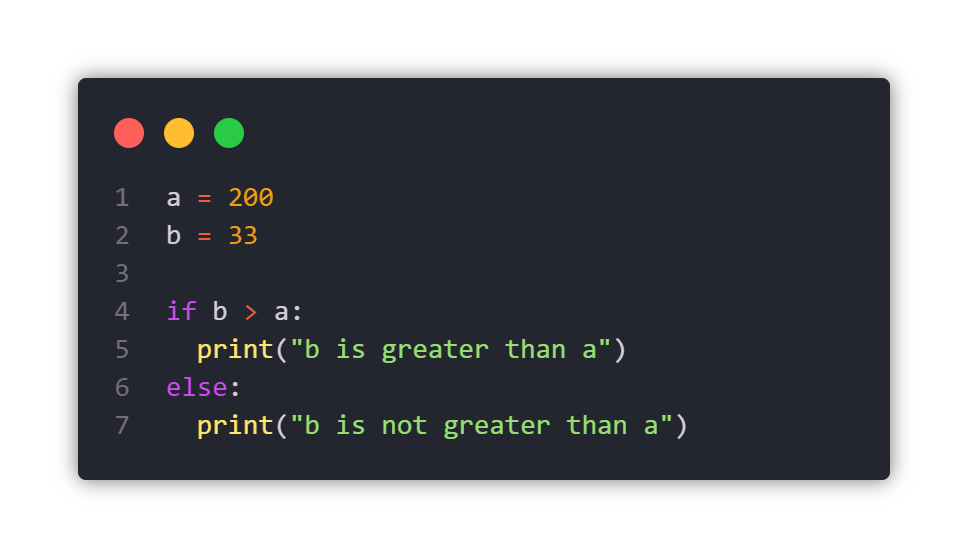 1 a = 200
2 b = 33
3
4 if b > a:
5   print("b is greater than a")
6 else:
7   print("b is not greater than a")